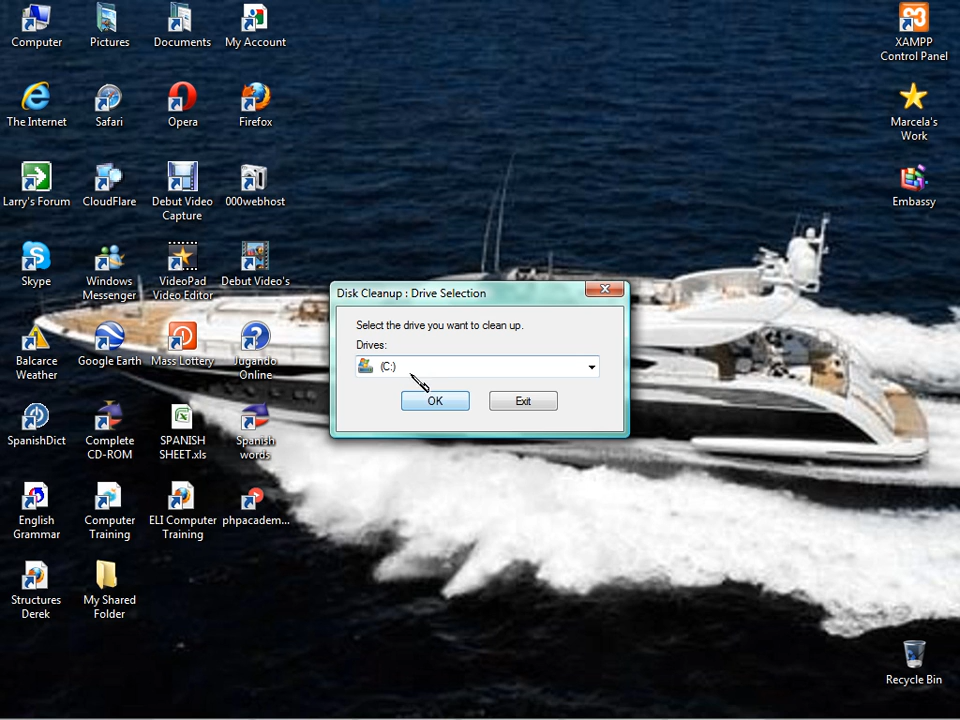 Computer
Pictures
Documents
My Account
XAMPP
Control Panel
The Internet
Safari
Opera
Firefox
Marcela's
Work
Larry's Forum
CloudFlare
Debut Video
Capture
000webhost
Embassy
Skype
Windows
Messenger
VideoPad
Video Editor
Debut Video's
Disk Cleanup : Drive Selection
Select the drive you want to clean up.
Drives:
(C:)
OK
Exit
Balcarce
Weather
Google Earth
Mass Lottery
Jugando
Online
SpanishDict
Complete
CD-ROM
SPANISH
SHEET.xls
Spanish
words
English
Grammar
Computer
Training
ELI Computer
Training
phpacadem...
Structures
Derek
My Shared
Folder
Recycle Bin